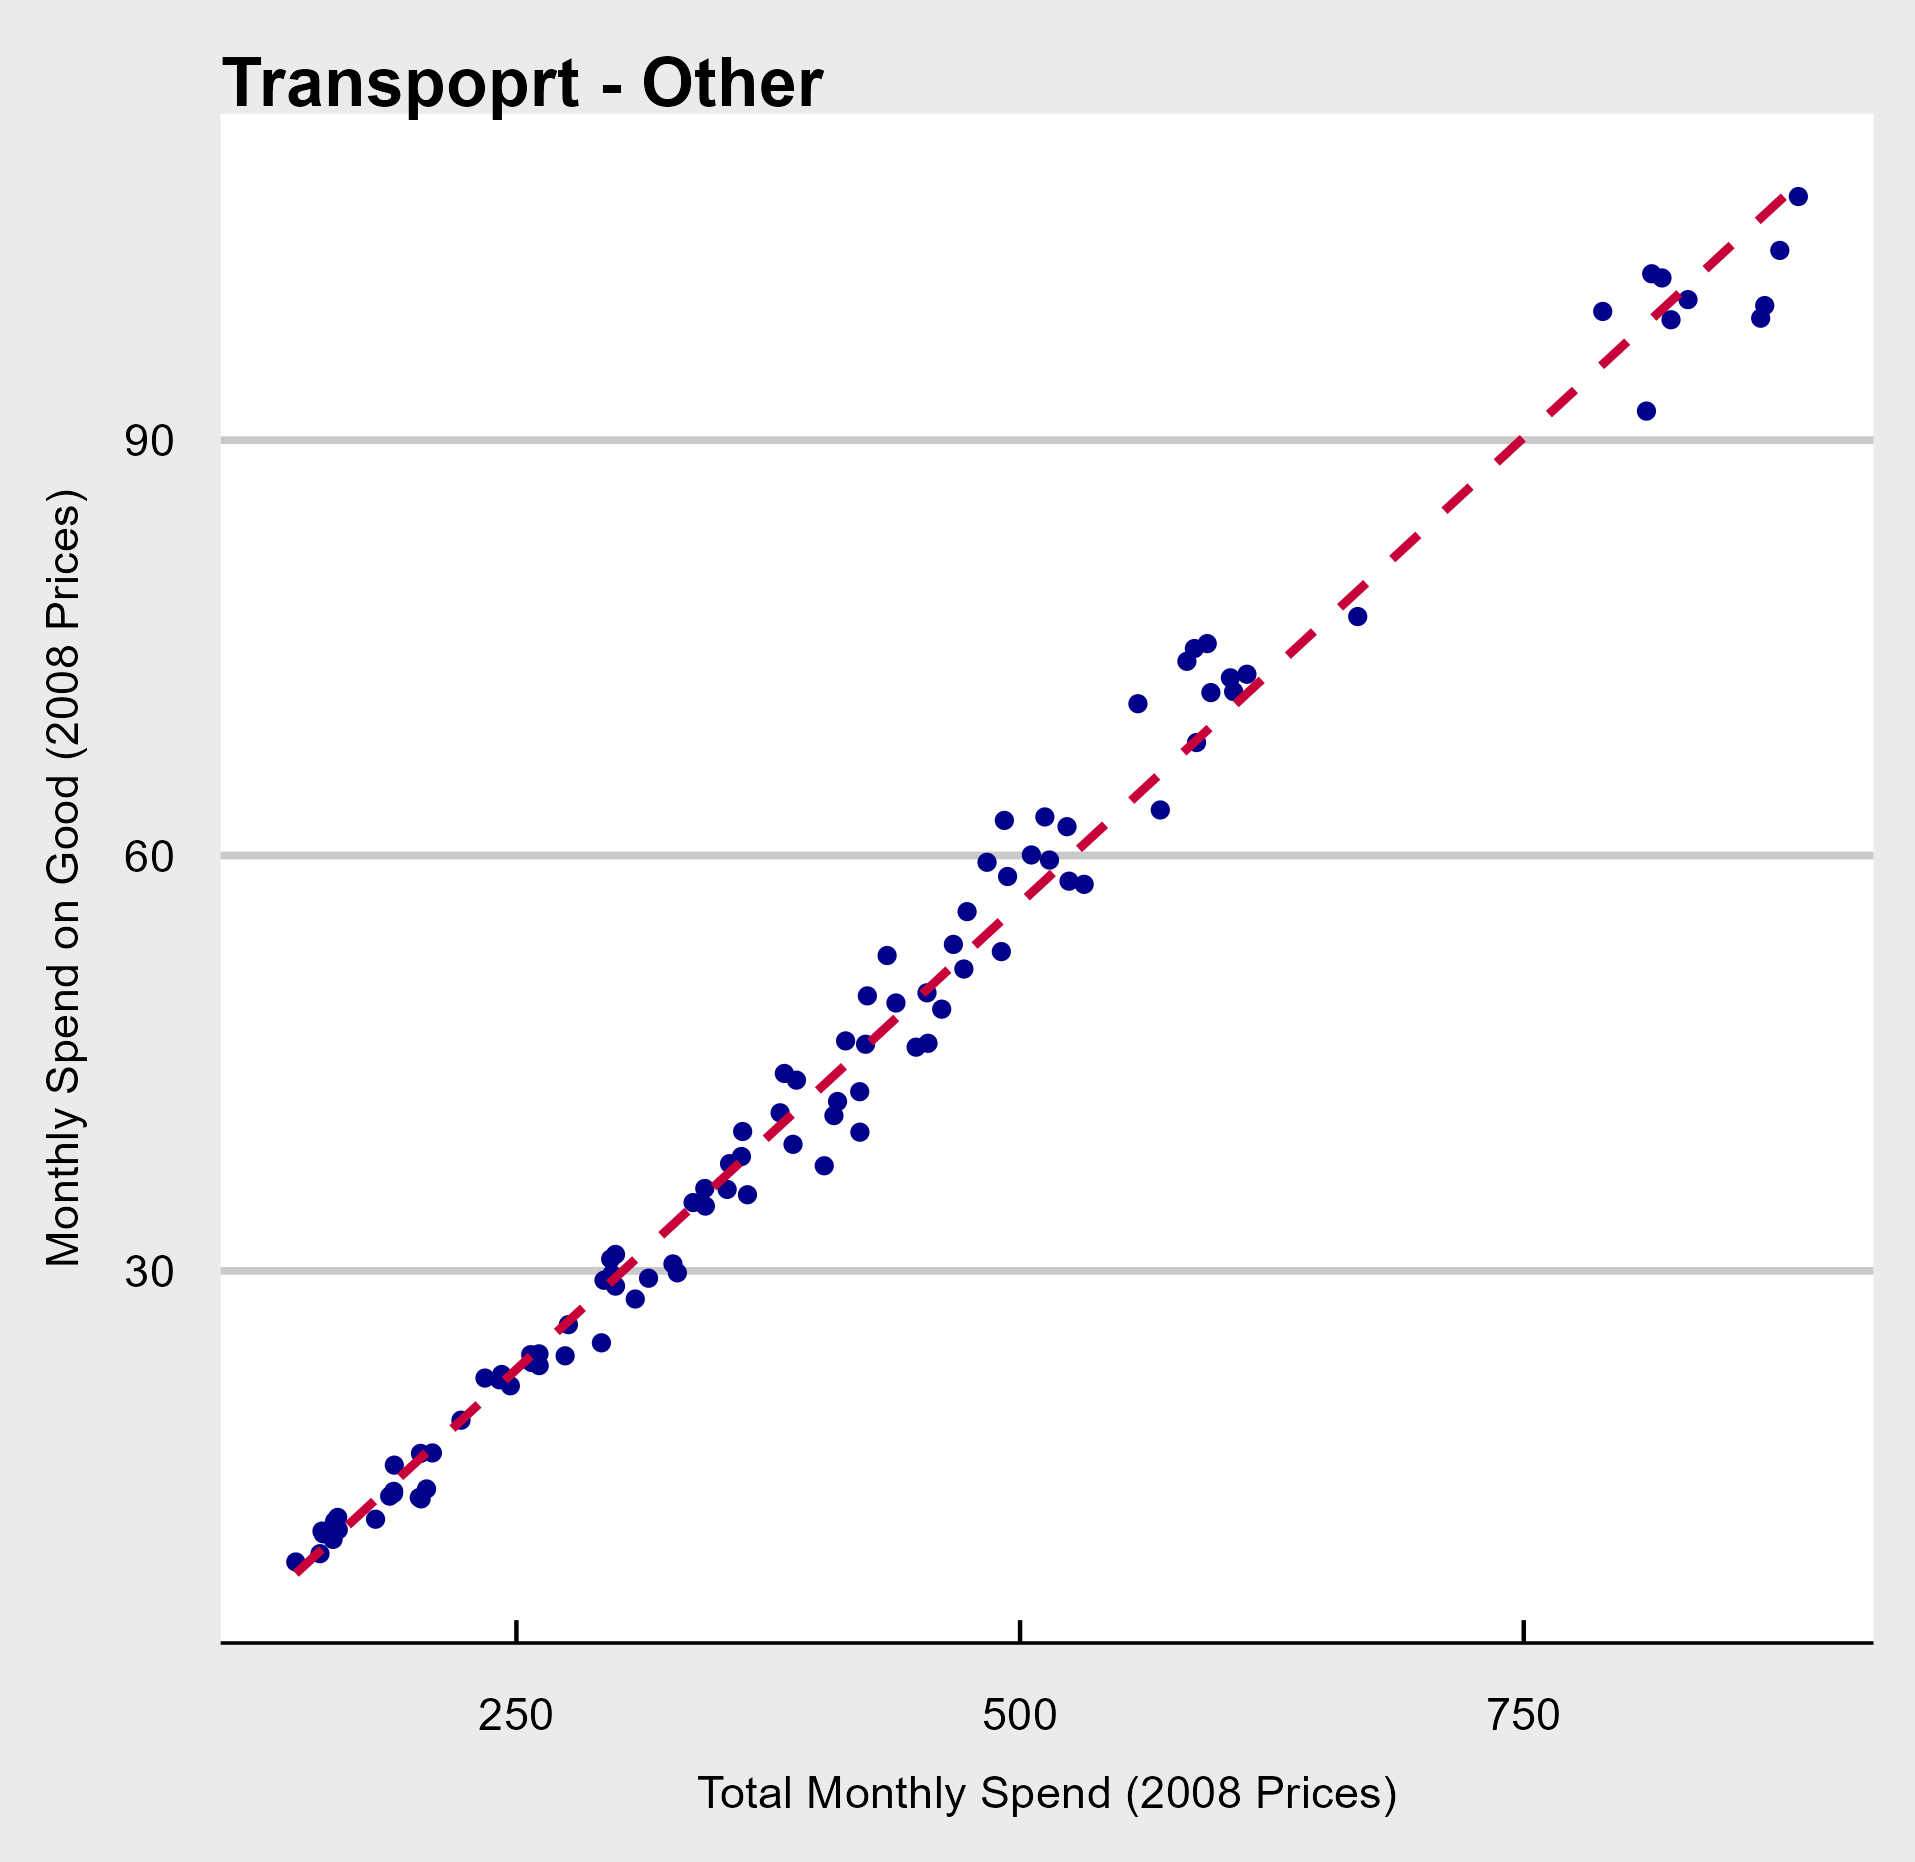 Transpoprt - Other
Monthly Spend on Good (2008 Prices)
90
60
30
250
500
750
Total Monthly Spend (2008 Prices)